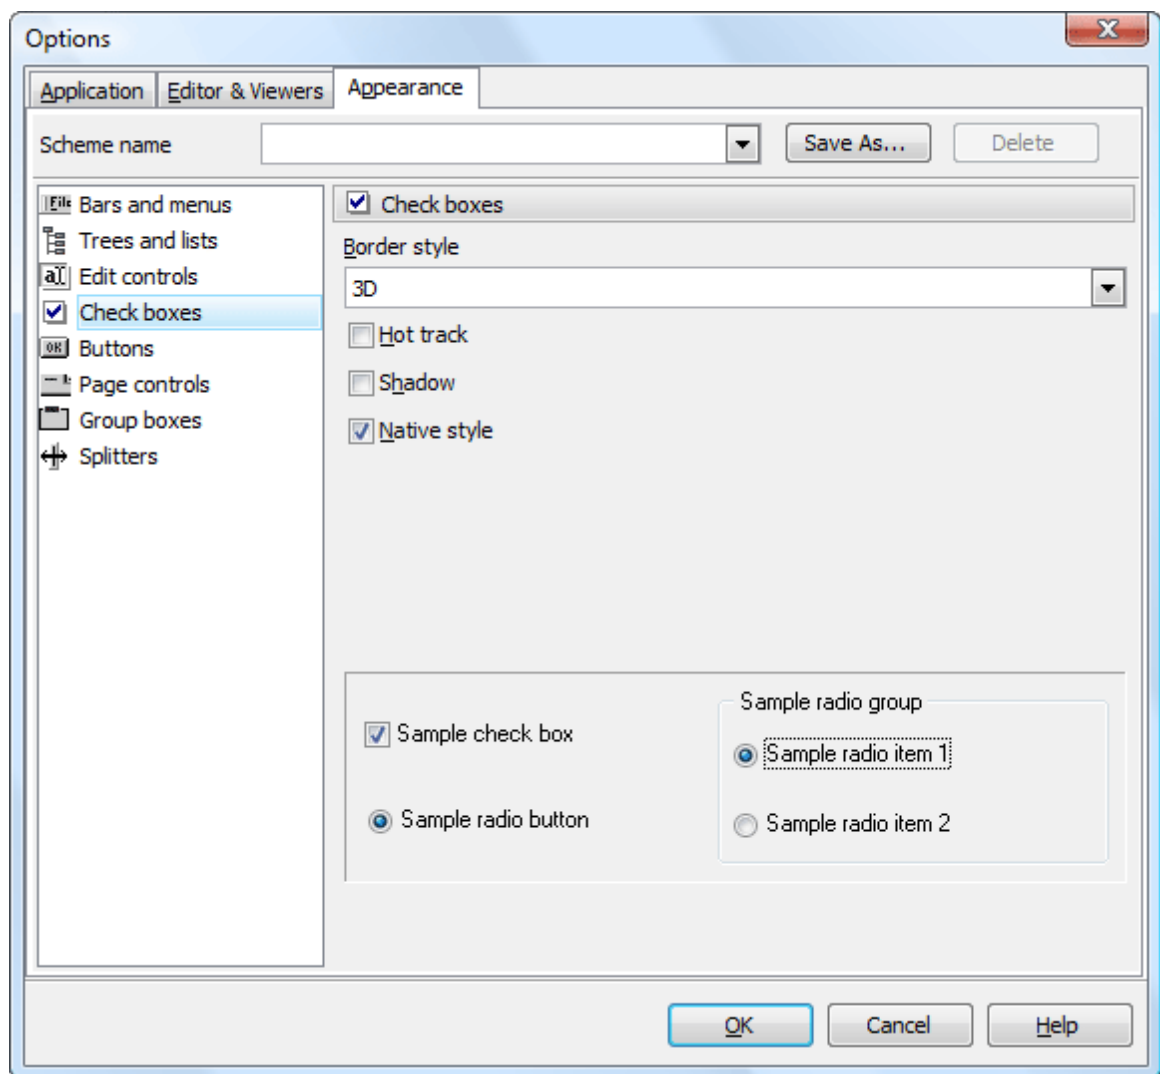 Options
Application Editor & Viewers Appearance
Scheme name Save As... Delete
Bars and menus
Trees and lists
Edit controls
Check boxes
Buttons
Page controls
Group boxes
Splitters
Check boxes
Border style
3D
Hot track
Shadow
Native style
Sample check box
Sample radio button
Sample radio group
Sample radio item 1
Sample radio item 2
OK Cancel Help